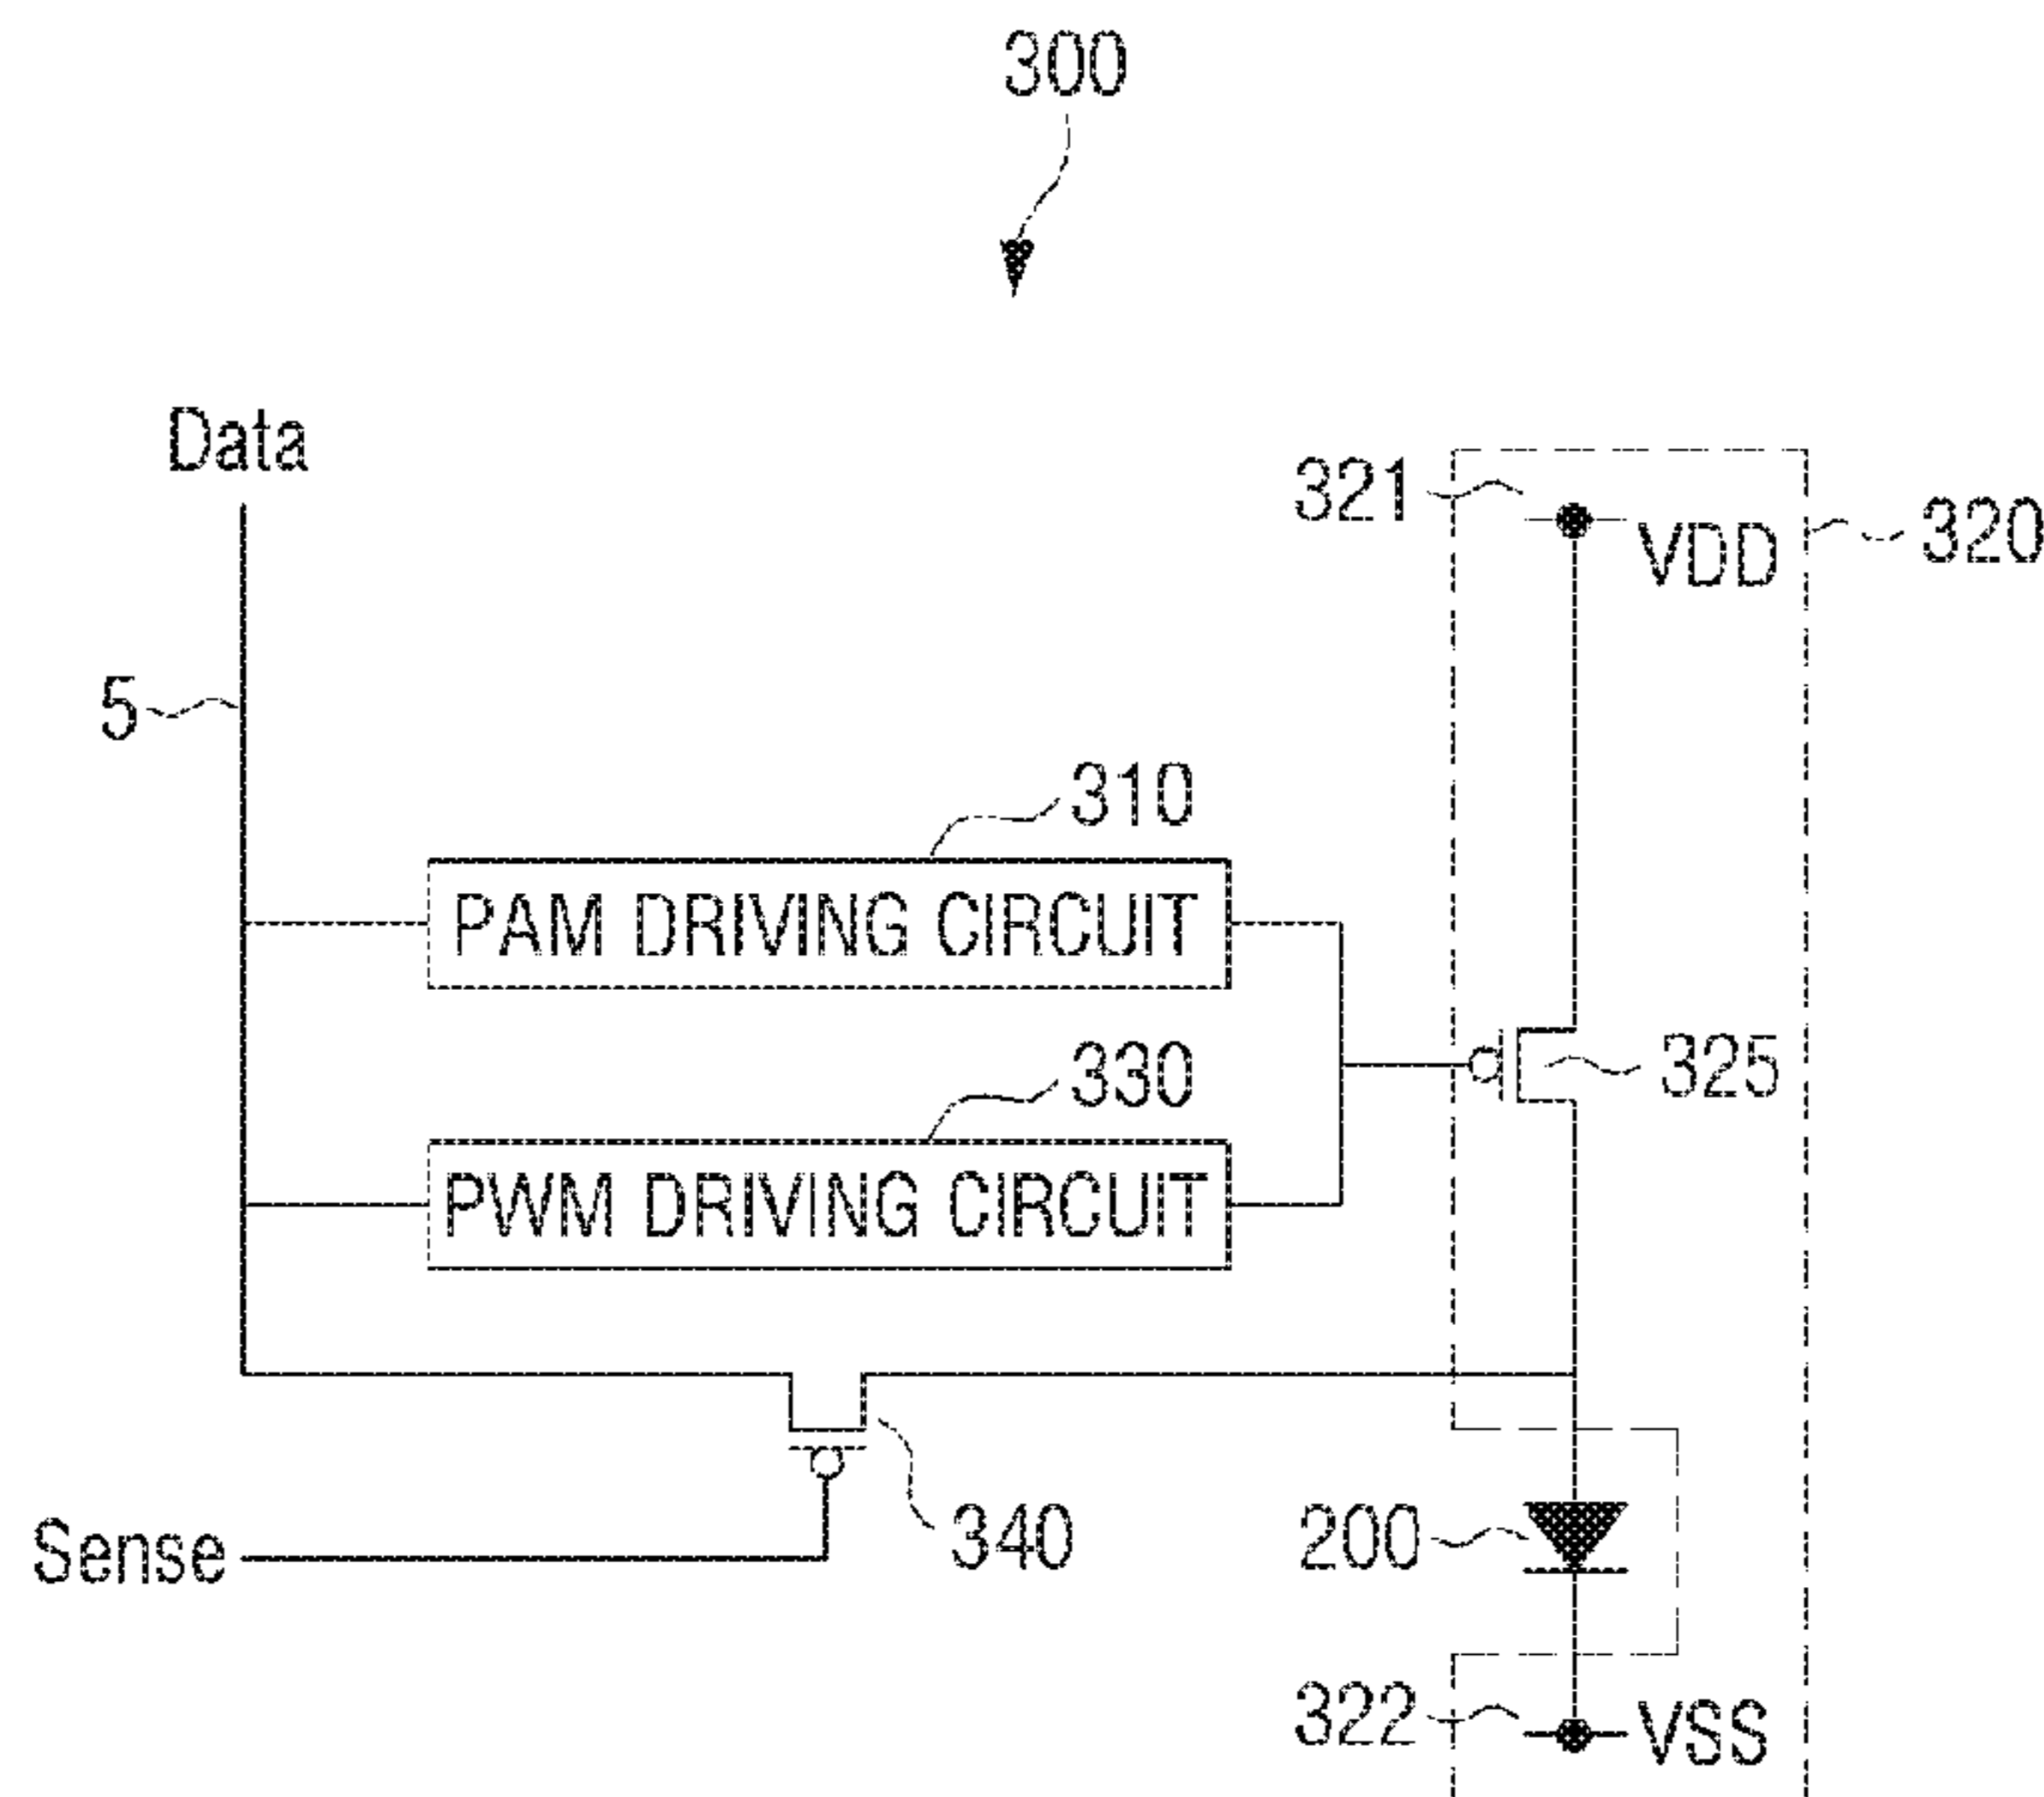 300
Data
321
VDD
320
5
310
PAM DRIVING CIRCUIT
325
330
PWM DRIVING CIRCUIT
340
Sense
200
322
VSS